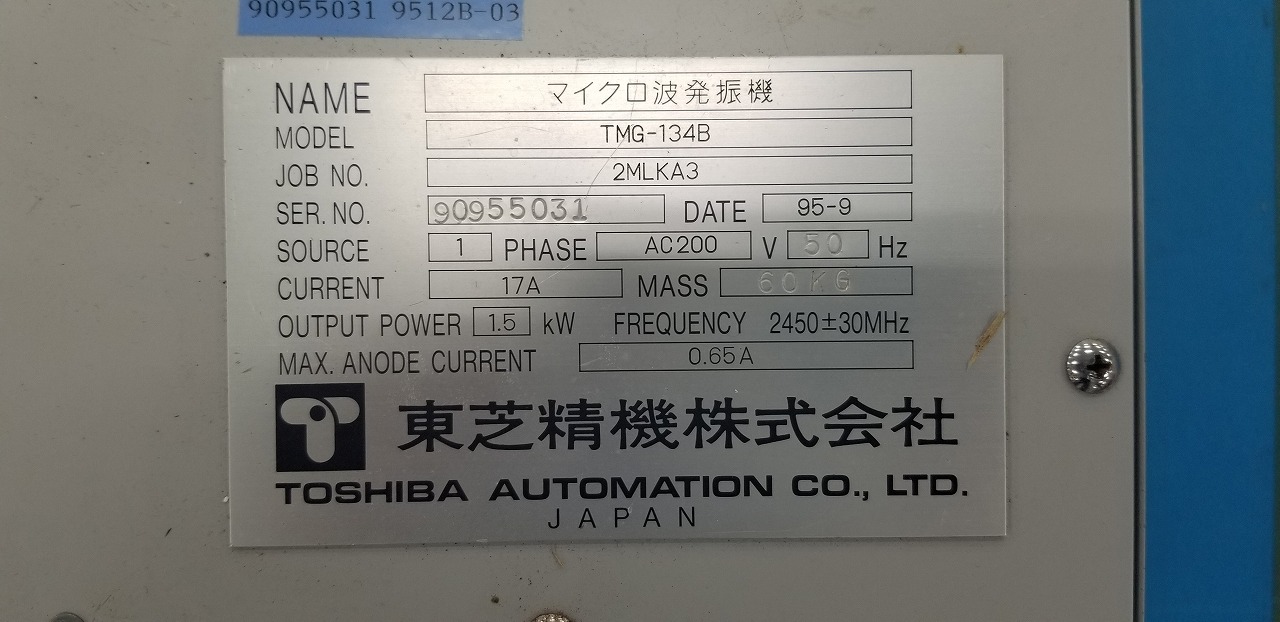 90955031 9512B-03
NAME マイクロ波発振機
MODEL TMG-134B
JOB NO. 2MLKA3
SER. NO. 90955031 DATE 95-9
SOURCE 1 PHASE AC200 V 50 Hz
CURRENT 17A MASS 60KG
OUTPUT POWER 1.5 kW FREQUENCY 2450±30MHz
MAX. ANODE CURRENT 0.65A
東芝精機株式会社
TOSHIBA AUTOMATION CO., LTD.
JAPAN